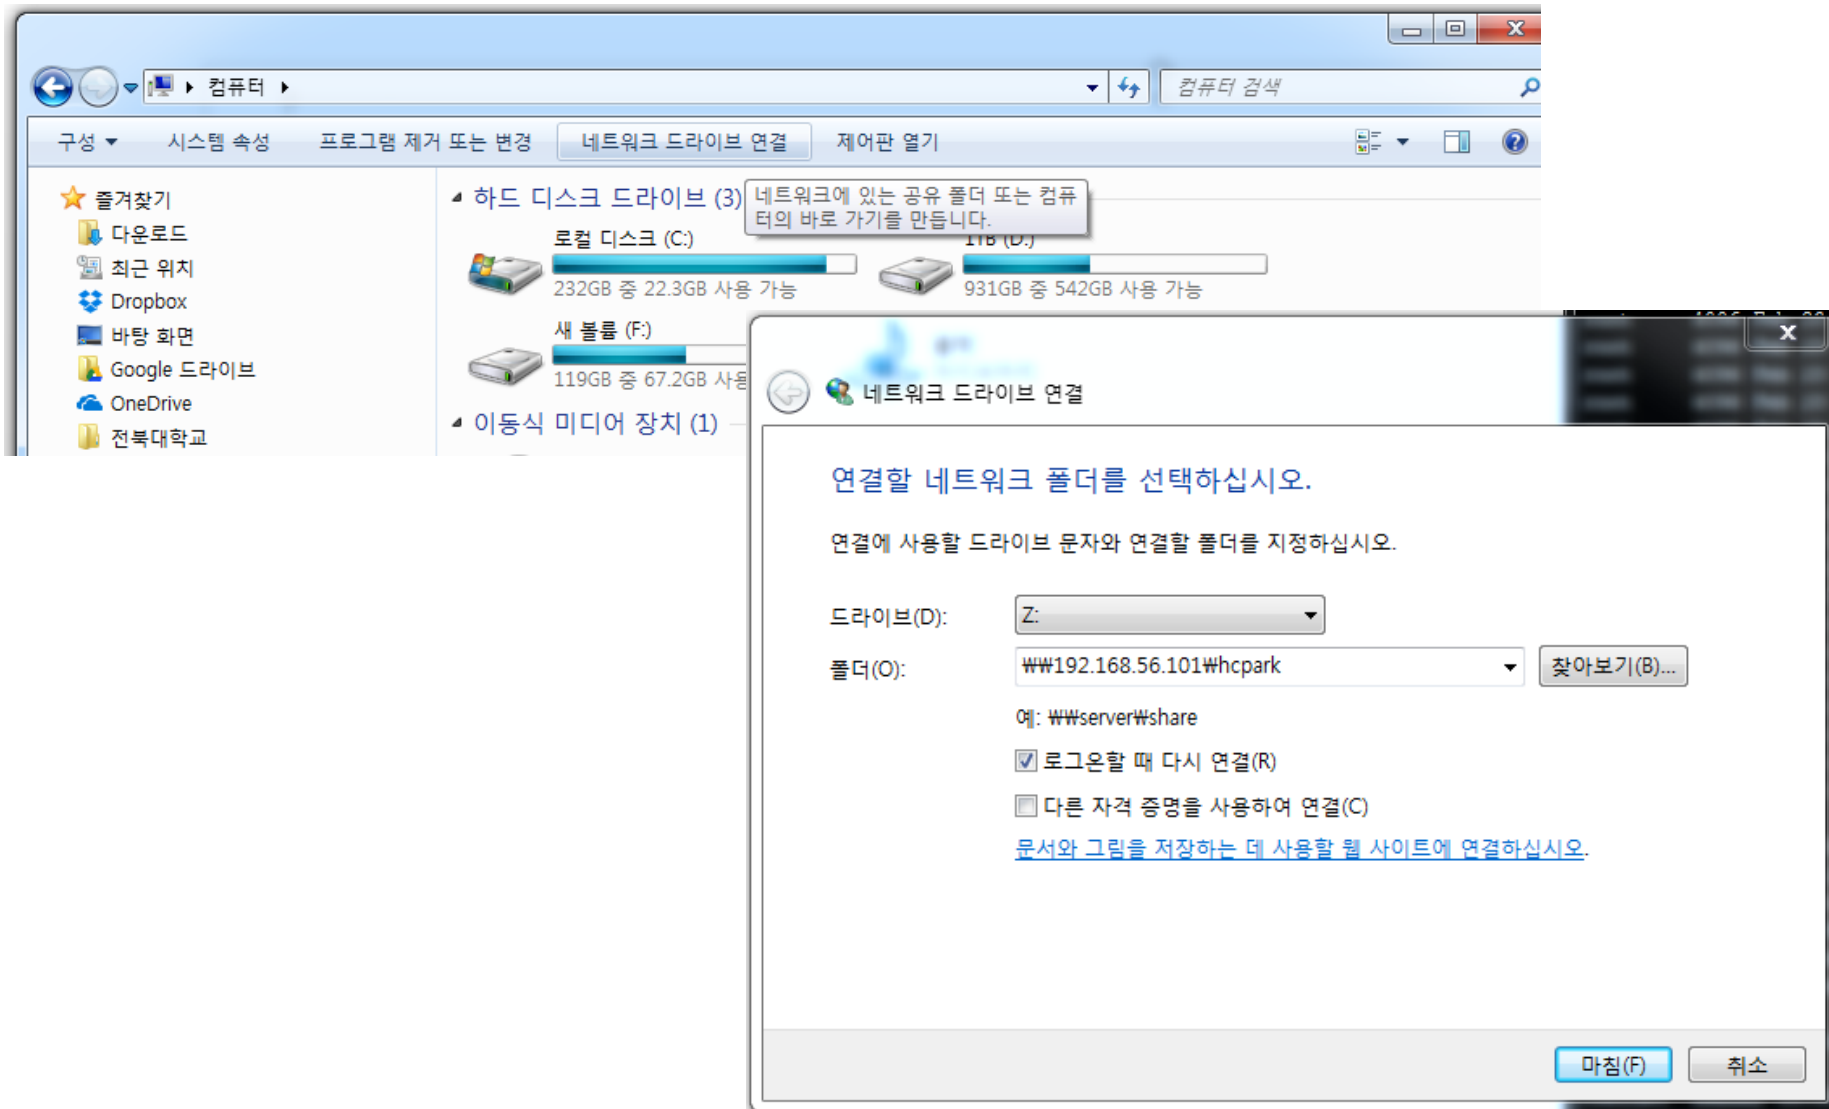 컴퓨터
컴퓨터 검색
구성
시스템 속성
프로그램 제거 또는 변경
네트워크 드라이브 연결
제어판 열기
즐겨찾기
다운로드
최근 위치
Dropbox
바탕 화면
Google 드라이브
OneDrive
전북대학교
하드 디스크 드라이브 (3)
네트워크에 있는 공유 폴더 또는 컴퓨
터의 바로 가기를 만듭니다.
로컬 디스크 (C:)
232GB 중 22.3GB 사용 가능
1TB (D:)
931GB 중 542GB 사용 가능
새 볼륨 (F:)
119GB 중 67.2GB 사용
이동식 미디어 장치 (1)
네트워크 드라이브 연결
연결할 네트워크 폴더를 선택하십시오.
연결에 사용할 드라이브 문자와 연결할 폴더를 지정하십시오.
드라이브(D): Z:
폴더(O): ₩₩192.168.56.101₩hcpark 찾아보기(B)...
예: ₩₩server₩share
로그온할 때 다시 연결(R)
다른 자격 증명을 사용하여 연결(C)
문서와 그림을 저장하는 데 사용할 웹 사이트에 연결하십시오.
마침(F) 취소